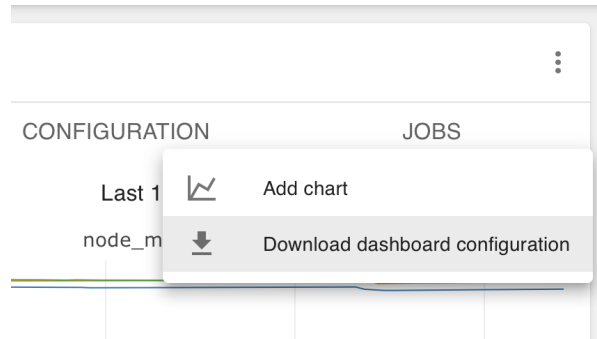 CONFIGURATION JOBS
Last 1
Add chart
node_m
Download dashboard configuration